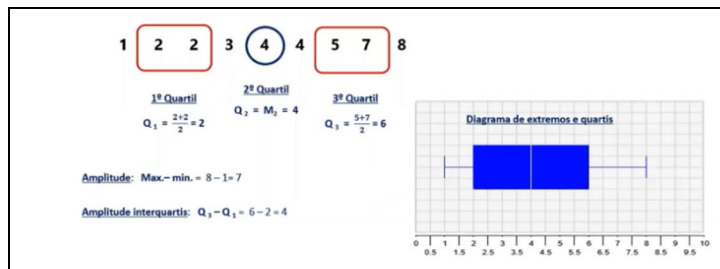 1 2 2 3 4 4 5 7 8
1º Quartil
Q₁ = (2+2)/2 = 2
2º Quartil
Q₂ = M₂ = 4
3º Quartil
Q₃ = (5+7)/2 = 6
Amplitude: Max.– min. = 8 – 1= 7
Amplitude interquartis: Q₃ – Q₁ = 6 – 2 = 4
Diagrama de extremos e quartis
0 1 2 3 4 5 6 7 8 9 10
0.5 1.5 2.5 3.5 4.5 5.5 6.5 7.5 8.5 9.5